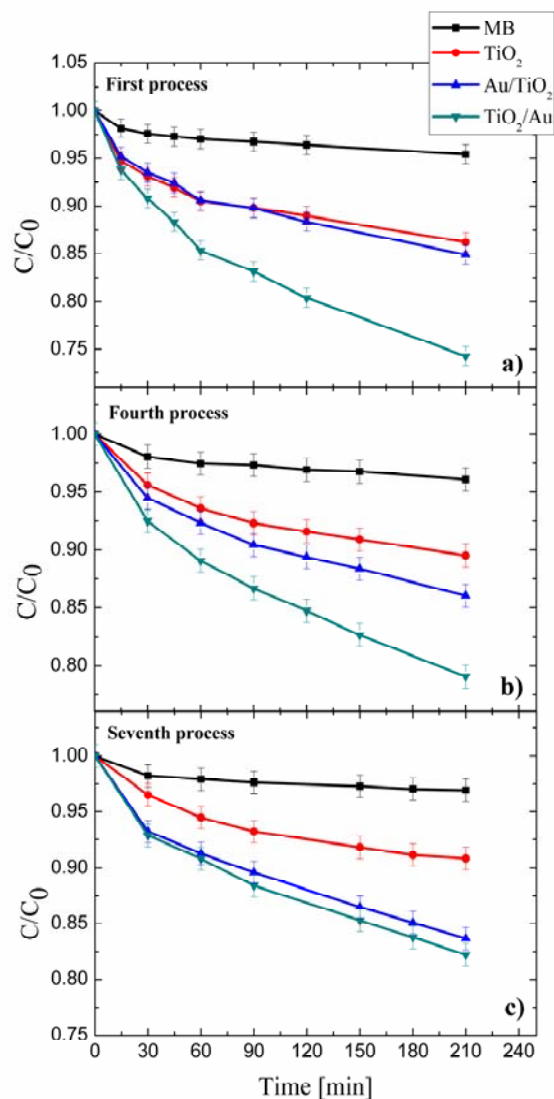 MB
TiO₂
Au/TiO₂
TiO₂/Au
First process
1.05
1.00
0.95
0.90
0.85
0.80
0.75
C/C₀
a)
Fourth process
1.00
0.95
0.90
0.85
0.80
C/C₀
b)
Seventh process
1.00
0.95
0.90
0.85
0.80
0.75
C/C₀
c)
0 30 60 90 120 150 180 210 240
Time [min]